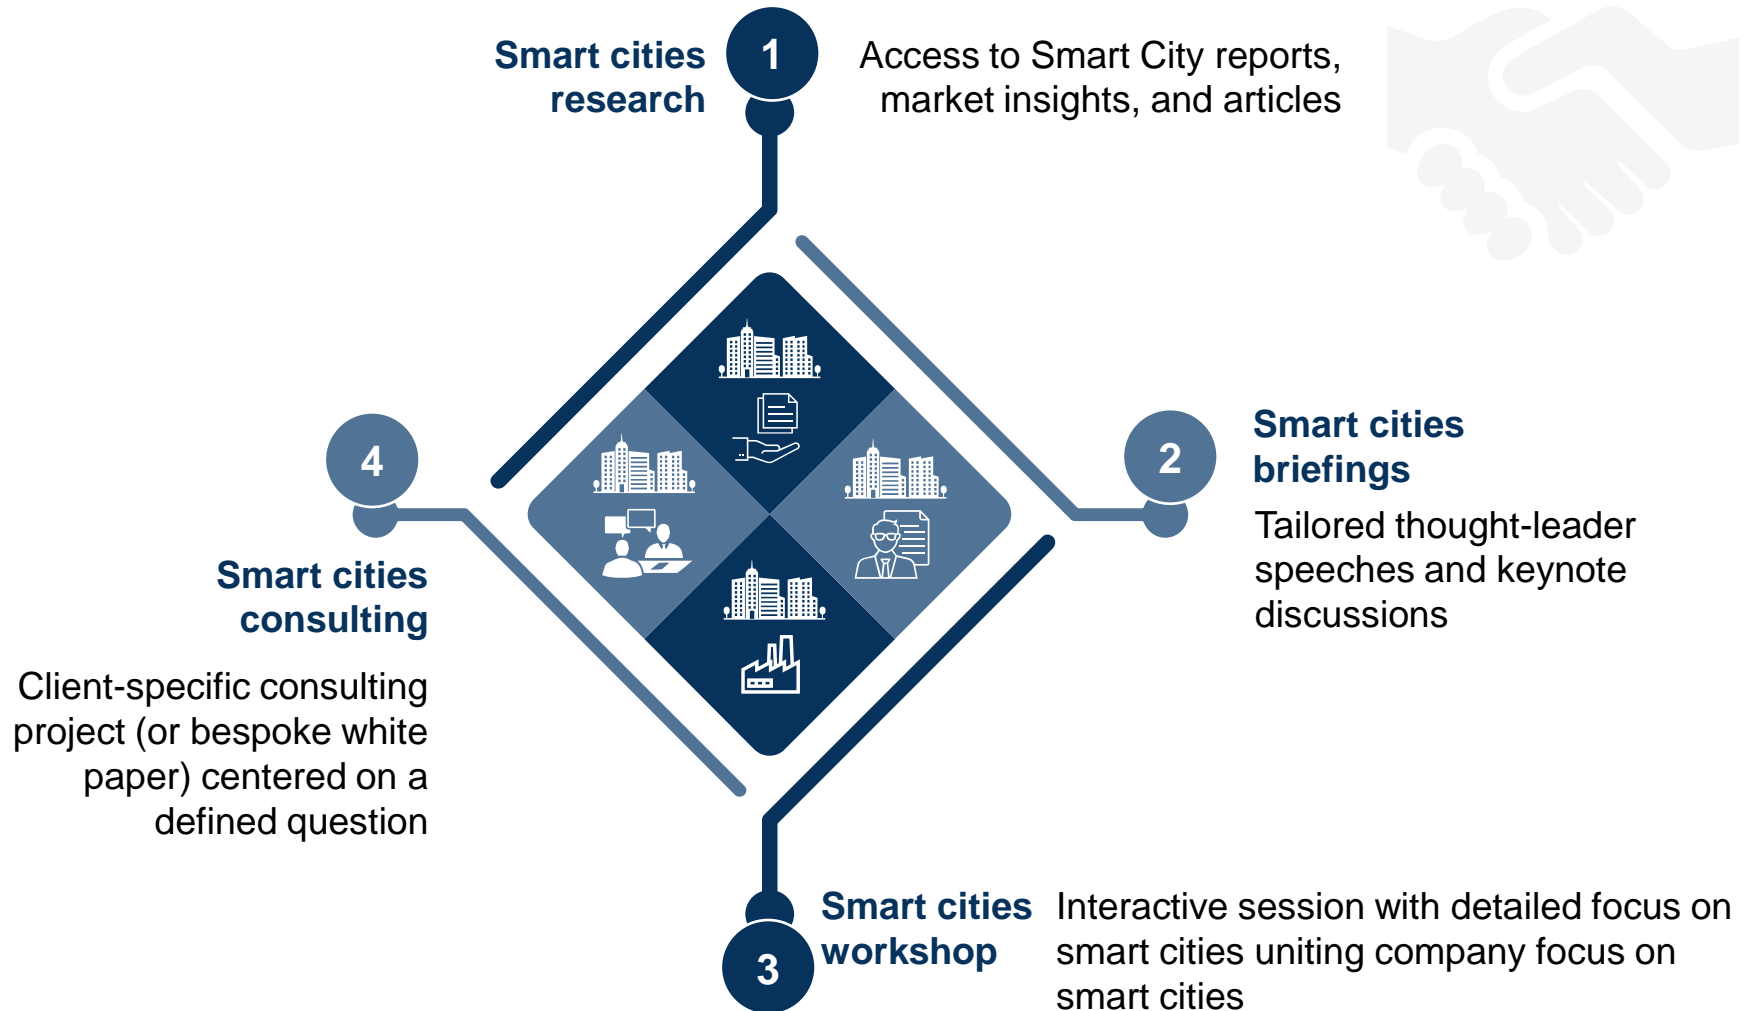 1
Smart cities
research
Access to Smart City reports,
market insights, and articles
2
Smart cities
briefings
Tailored thought-leader
speeches and keynote
discussions
3
Smart cities
workshop
Interactive session with detailed focus on
smart cities uniting company focus on
smart cities
4
Smart cities
consulting
Client-specific consulting
project (or bespoke white
paper) centered on a
defined question